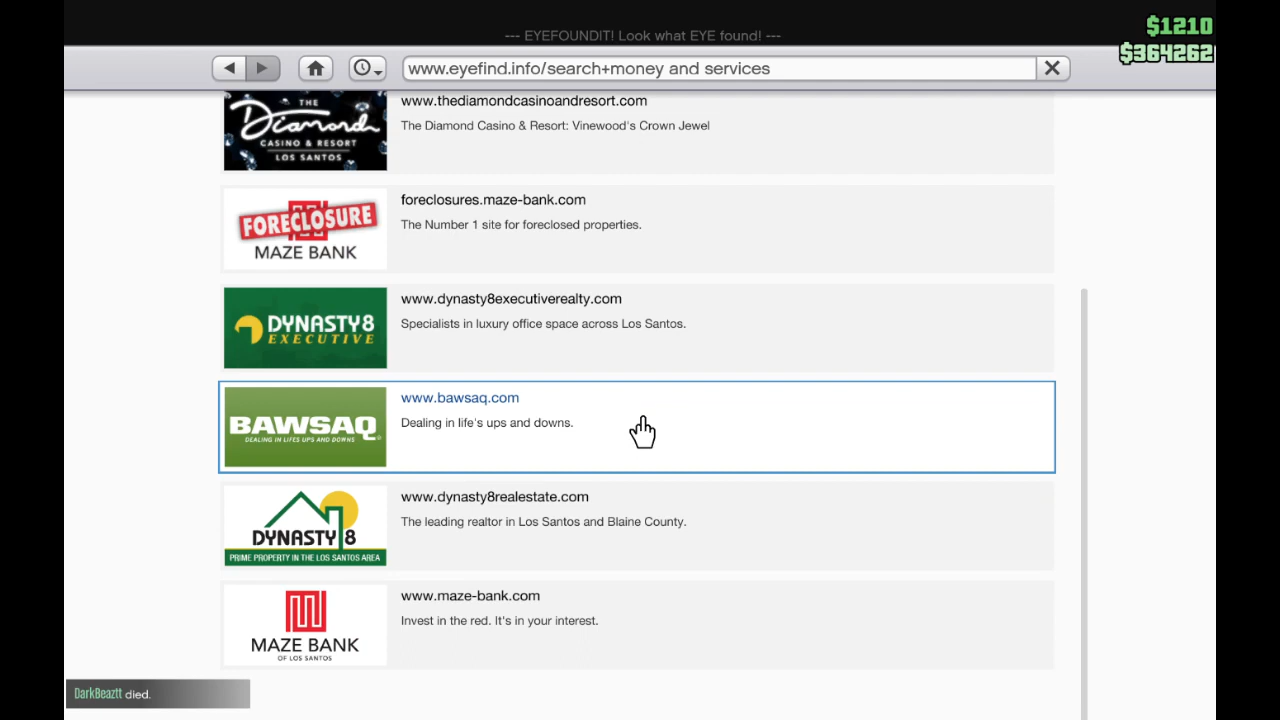 --- EYEFOUNDIT! Look what EYE found! ---
$1210
$364262
www.eyefind.info/search+money and services
THE
Diamond
CASINO & RESORT
LOS SANTOS
www.thediamondcasinoandresort.com
The Diamond Casino & Resort: Vinewood's Crown Jewel
FORECLOSURE
MAZE BANK
foreclosures.maze-bank.com
The Number 1 site for foreclosed properties.
DYNASTY8
EXECUTIVE
www.dynasty8executiverealty.com
Specialists in luxury office space across Los Santos.
BAWSAQ
DEALING IN LIFES UPS AND DOWNS
www.bawsaq.com
Dealing in life's ups and downs.
DYNASTY 8
PRIME PROPERTY IN THE LOS SANTOS AREA
www.dynasty8realestate.com
The leading realtor in Los Santos and Blaine County.
MAZE BANK
OF LOS SANTOS
www.maze-bank.com
Invest in the red. It's in your interest.
DarkBeaztt died.